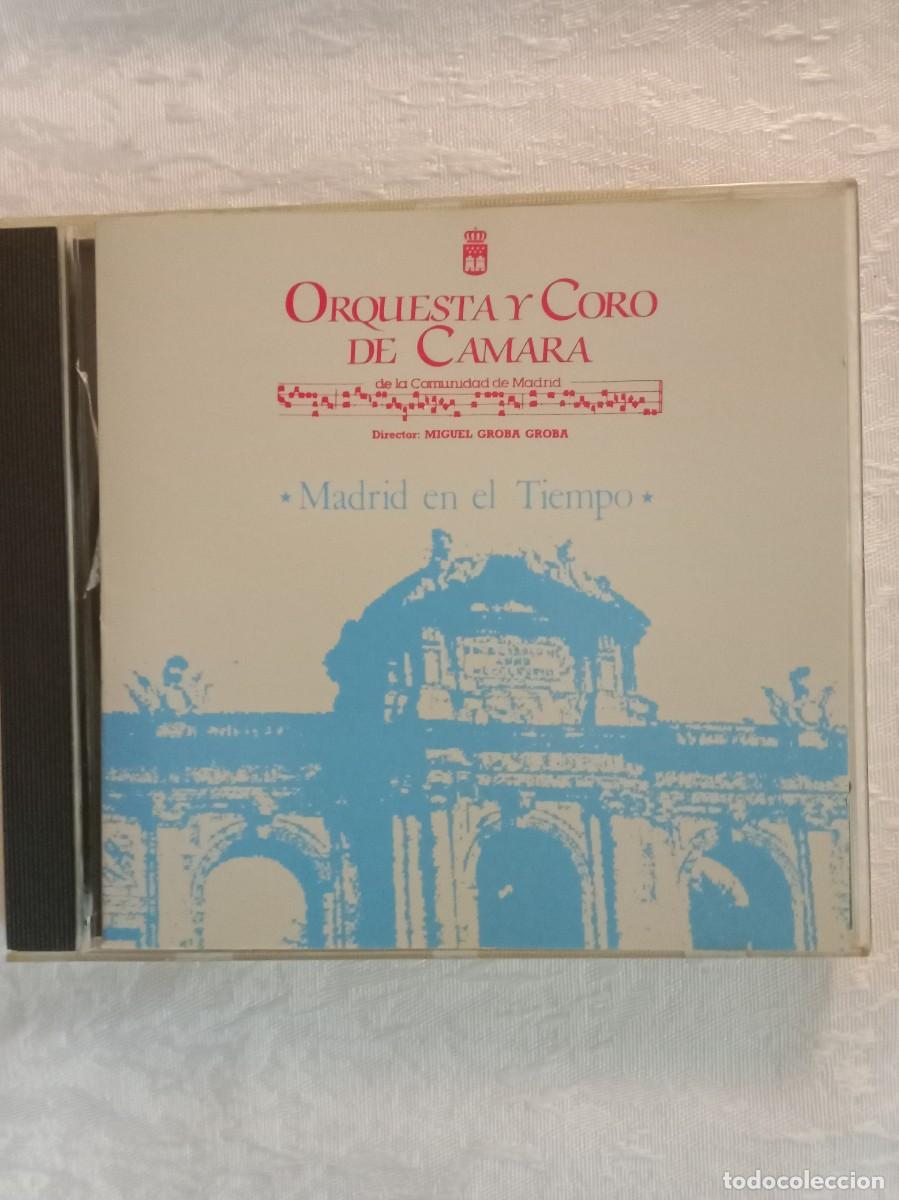 ORQUESTA Y CORO
DE CAMARA
de la Comunidad de Madrid
Director: MIGUEL GROBA GROBA
* Madrid en el Tiempo *
todocoleccion